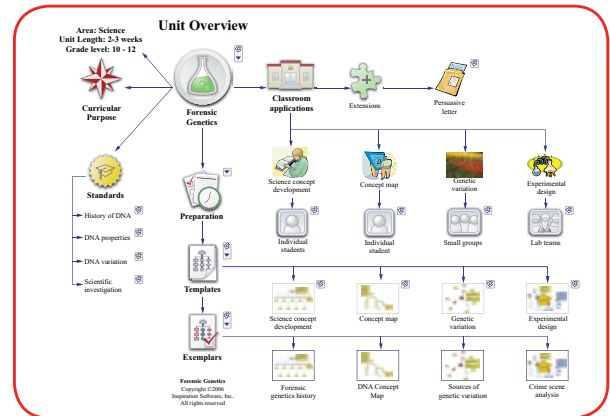 Unit Overview
Area: Science
Unit Length: 2-3 weeks
Grade level: 10 - 12
Curricular
Purpose
Forensic
Genetics
Classroom
applications
Extensions
Persuasive
letter
Standards
History of DNA
DNA properties
DNA variation
Scientific
investigation
Preparation
Science concept
development
Concept map
Genetic
variation
Experimental
design
Individual
students
Individual
student
Small groups
Lab teams
Templates
Science concept
development
Concept map
Genetic
variation
Experimental
design
Exemplars
Forensic
genetics history
DNA Concept
Map
Sources of
genetic variation
Crime scene
analysis
Forensic Genetics
Copyright ©2006
Inspiration Software, Inc.
All rights reserved